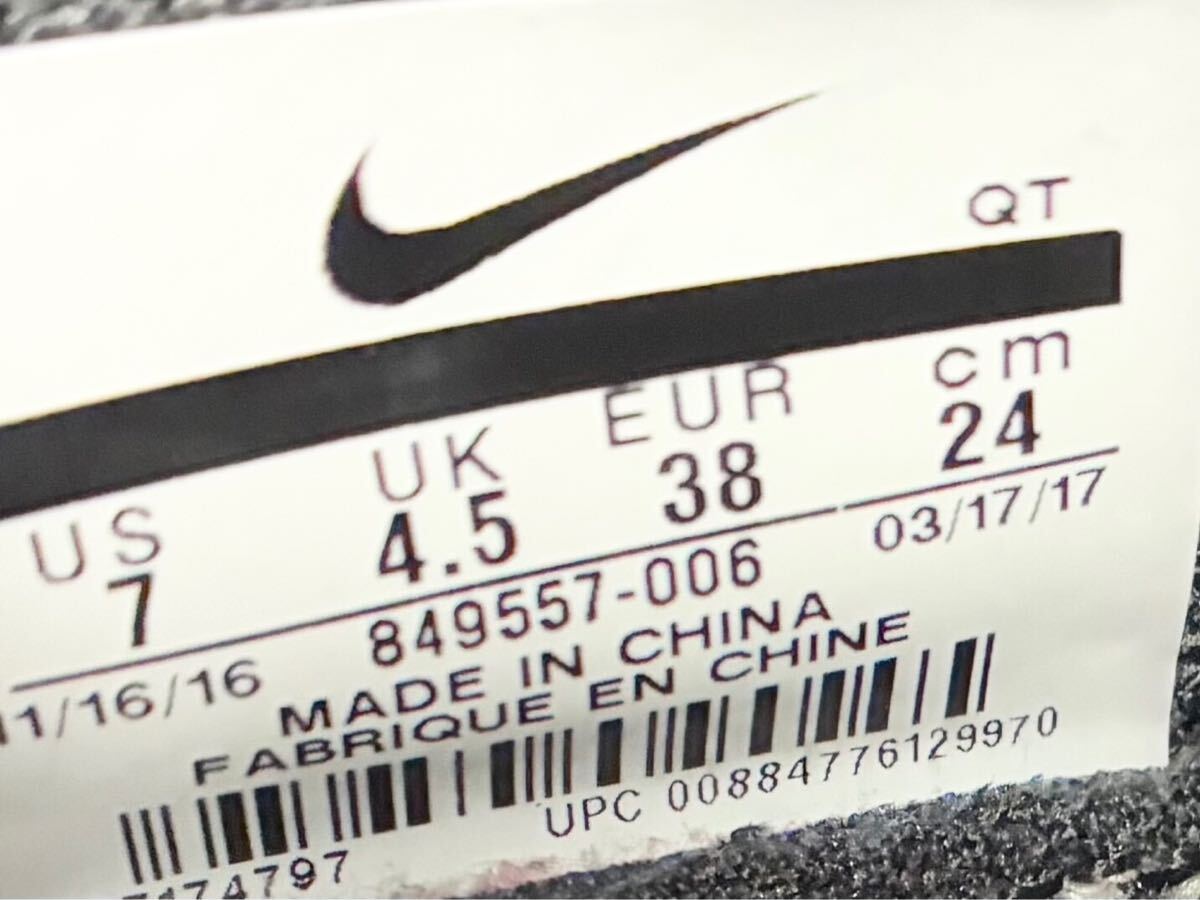 QT
US UK EUR cm
7 4.5 38 24
11/16/16 849557-006 03/17/17
MADE IN CHINA
FABRIQUE EN CHINE
UPC 00884776129970